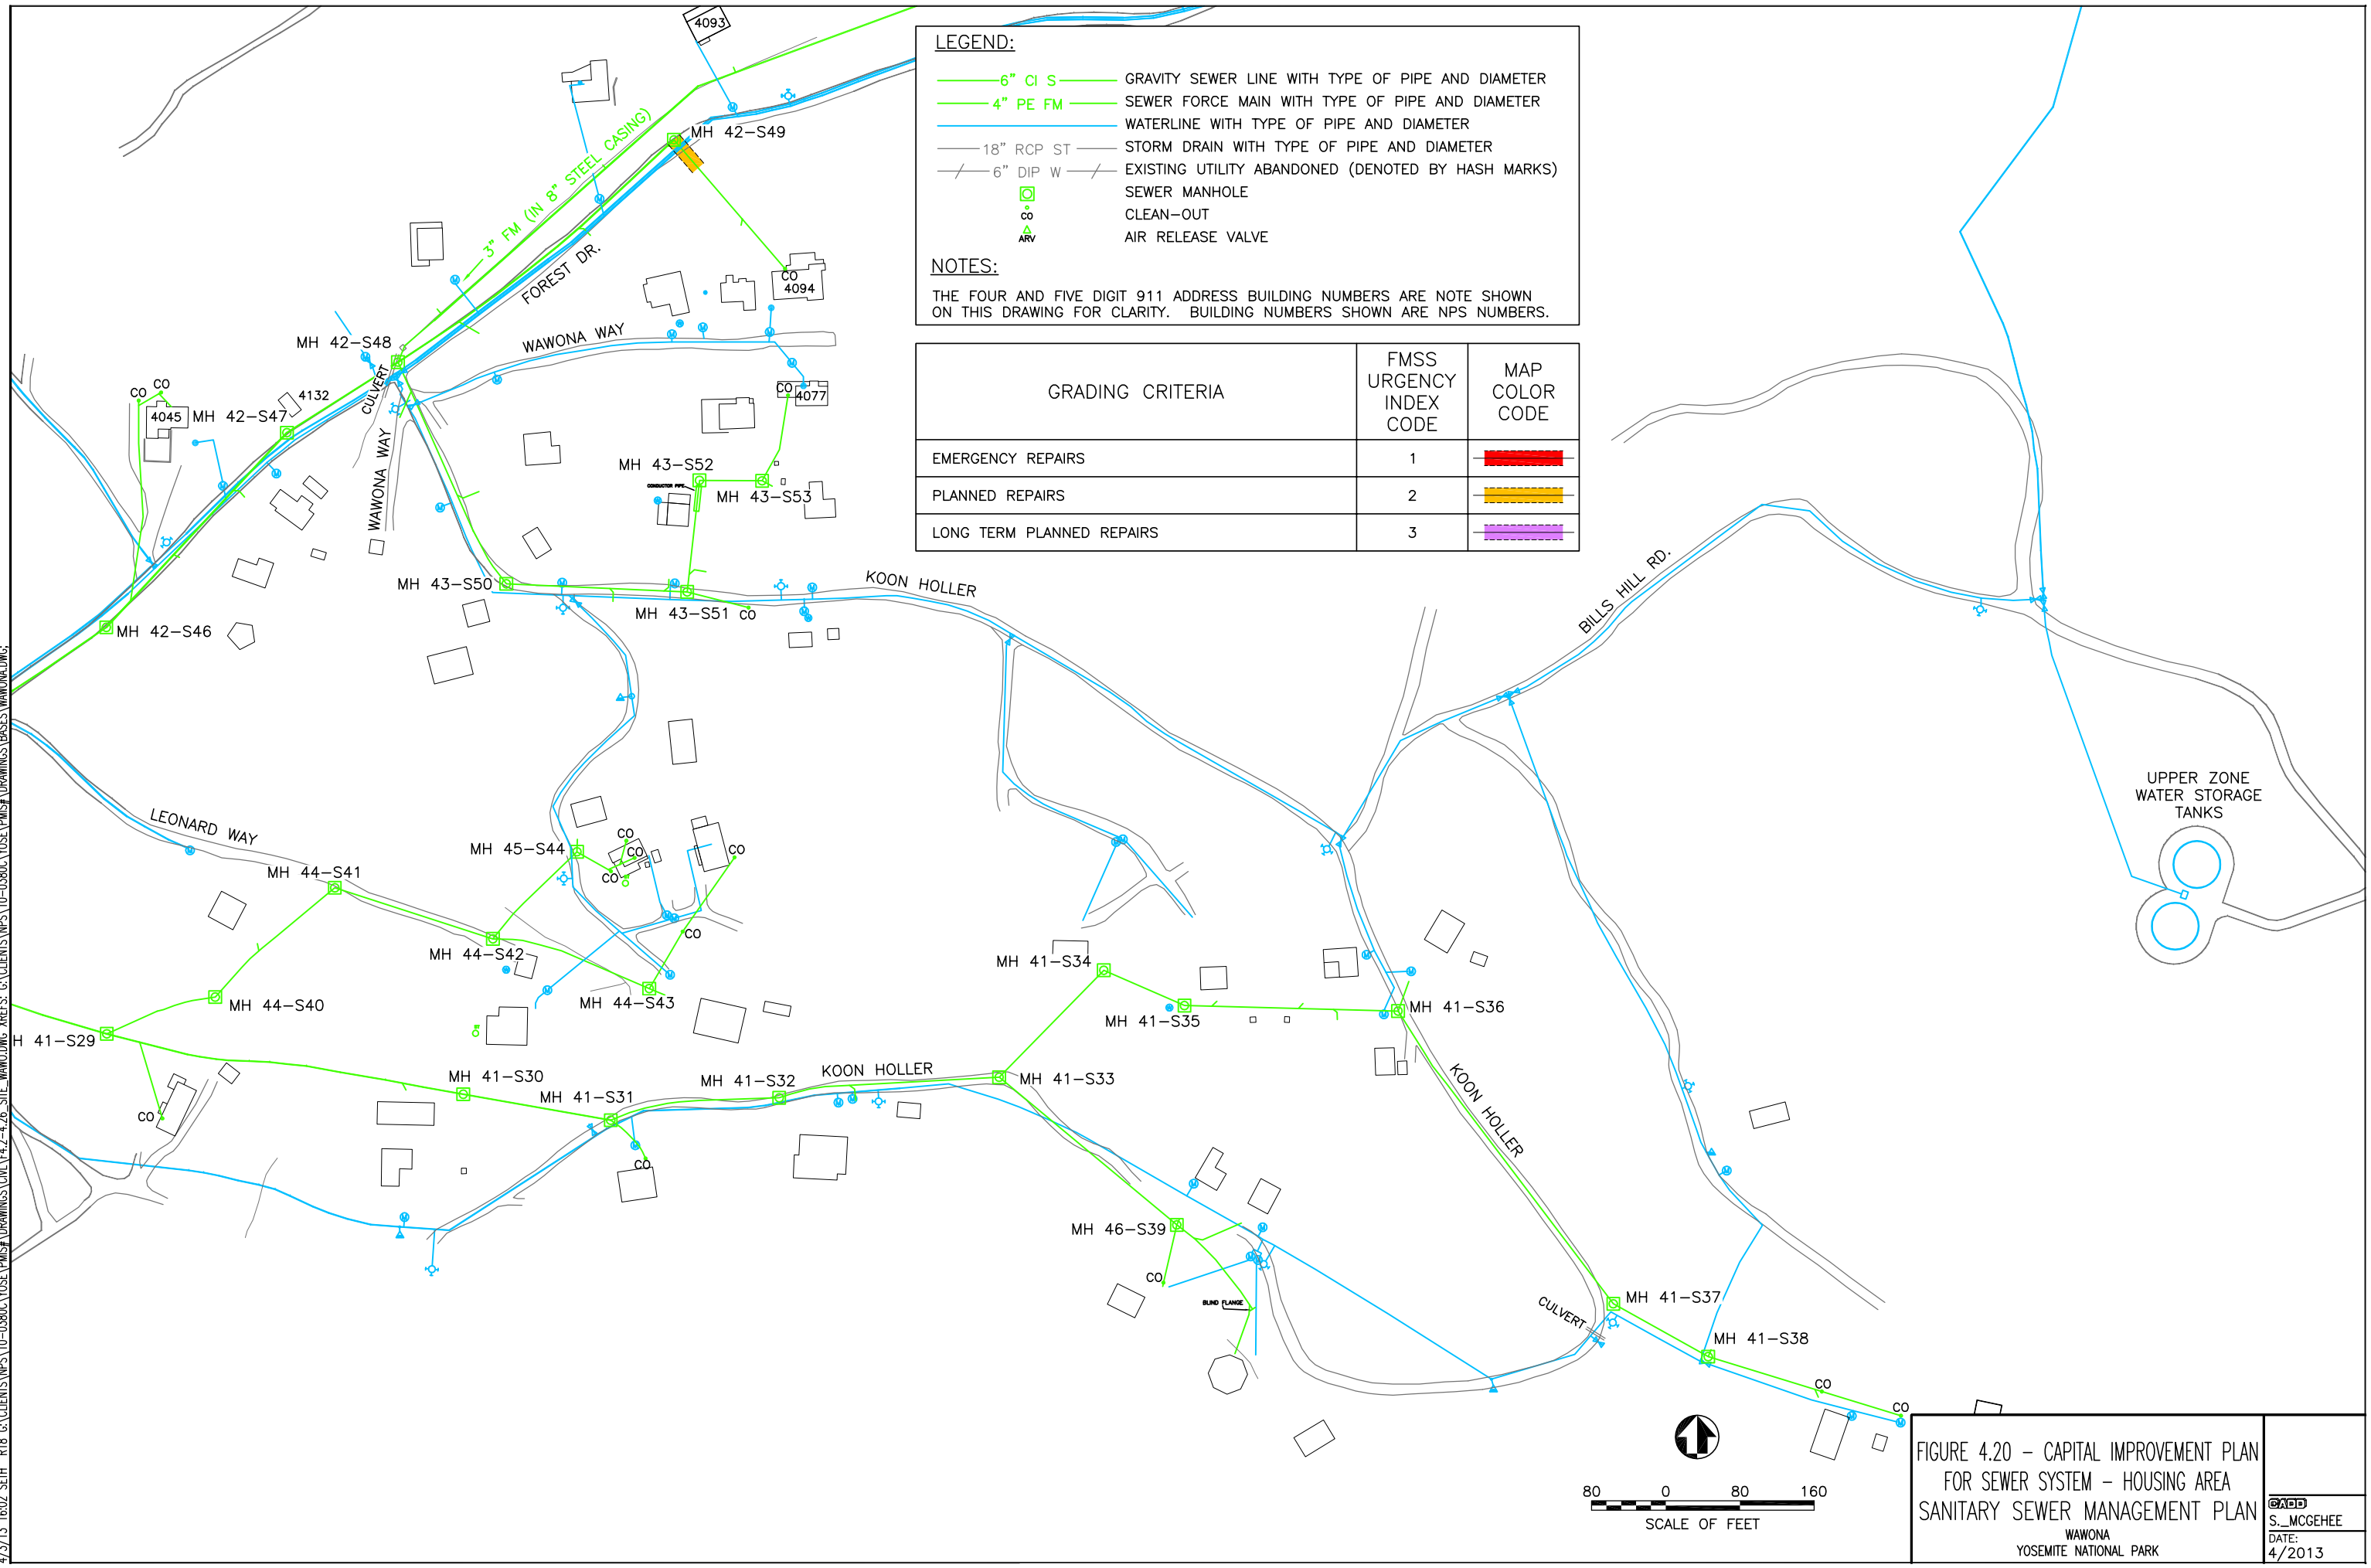 4093
LEGEND:
6" CI S GRAVITY SEWER LINE WITH TYPE OF PIPE AND DIAMETER
4" PE FM SEWER FORCE MAIN WITH TYPE OF PIPE AND DIAMETER
WATERLINE WITH TYPE OF PIPE AND DIAMETER
18" RCP ST STORM DRAIN WITH TYPE OF PIPE AND DIAMETER
6" DIP W EXISTING UTILITY ABANDONED (DENOTED BY HASH MARKS)
SEWER MANHOLE
CO CLEAN-OUT
ARV AIR RELEASE VALVE
NOTES:
THE FOUR AND FIVE DIGIT 911 ADDRESS BUILDING NUMBERS ARE NOTE SHOWN
ON THIS DRAWING FOR CLARITY. BUILDING NUMBERS SHOWN ARE NPS NUMBERS.
GRADING CRITERIA
FMSS
URGENCY
INDEX
CODE
MAP
COLOR
CODE
EMERGENCY REPAIRS 1
PLANNED REPAIRS 2
LONG TERM PLANNED REPAIRS 3
MH 42-S49
3" FM (IN 8" STEEL CASING)
FOREST DR.
CO
4094
WAWONA WAY
MH 42-S48
CULVERT
CO
CO
4045
MH 42-S47
4132
WAWONA WAY
CO
4077
MH 43-S52
CONDUCTOR PIPE
MH 43-S53
MH 43-S50
MH 43-S51
CO
KOON HOLLER
MH 42-S46
BILLS HILL RD.
UPPER ZONE
WATER STORAGE
TANKS
LEONARD WAY
MH 44-S41
MH 45-S44
CO
CO
CO
CO
CO
MH 44-S42
MH 44-S43
MH 44-S40
H 41-S29
CO
MH 41-S30
MH 41-S31
CO
MH 41-S32
KOON HOLLER
MH 41-S33
MH 41-S34
MH 41-S35
MH 41-S36
KOON HOLLER
MH 46-S39
CO
BLIND FLANGE
CULVERT
MH 41-S37
MH 41-S38
CO
CO
80 0 80 160
SCALE OF FEET
FIGURE 4.20 - CAPITAL IMPROVEMENT PLAN
FOR SEWER SYSTEM - HOUSING AREA
SANITARY SEWER MANAGEMENT PLAN
WAWONA
YOSEMITE NATIONAL PARK
CADD
S._MCGEHEE
DATE:
4/2013